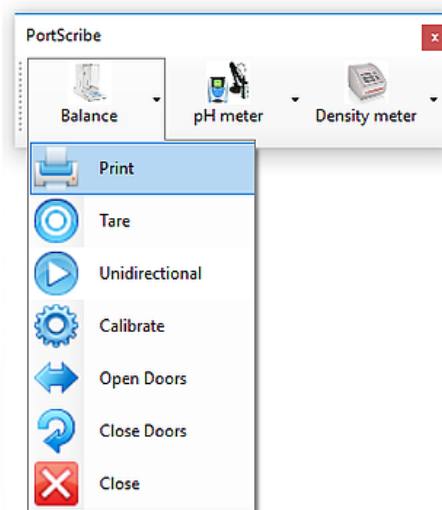 PortScribe
x
Balance
pH meter
Density meter
Print
Tare
Unidirectional
Calibrate
Open Doors
Close Doors
Close